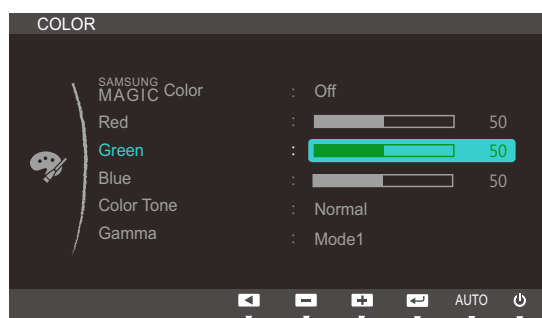 COLOR
SAMSUNG
MAGIC Color : Off
Red : 50
Green : 50
Blue : 50
Color Tone : Normal
Gamma : Mode1
AUTO